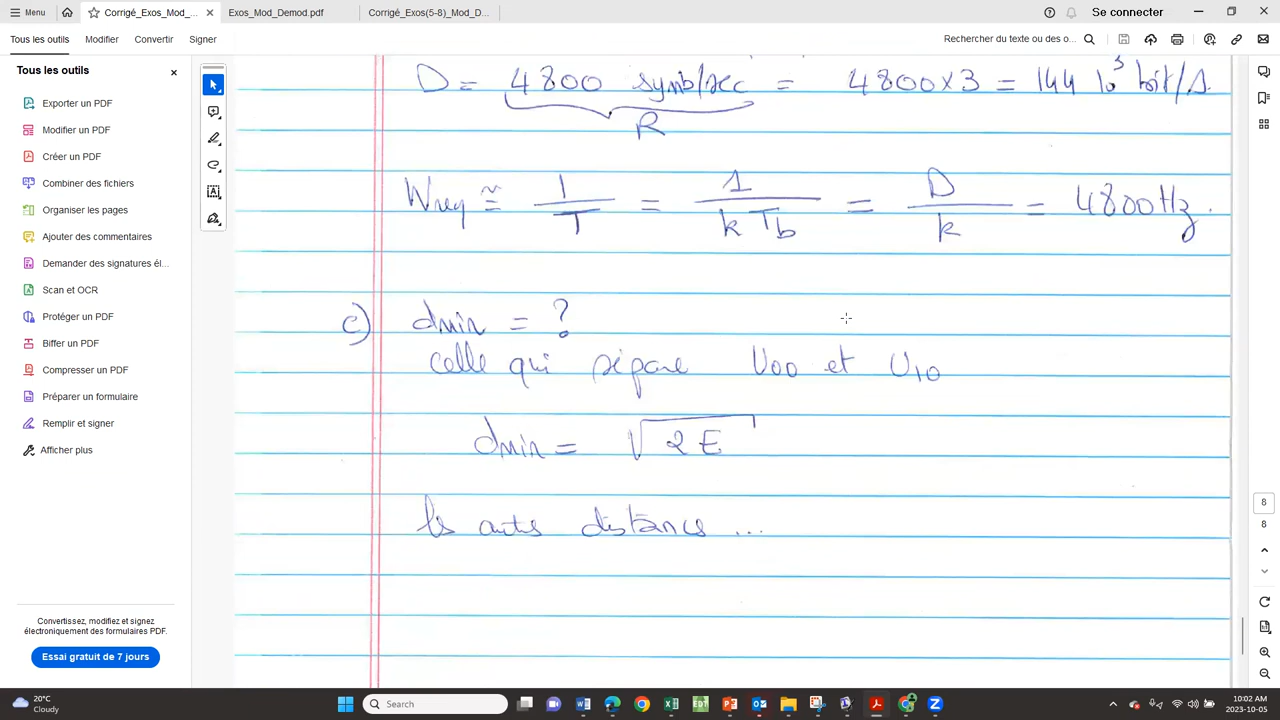 Menu
Corrigé_Exos_Mod_...
Exos_Mod_Demod.pdf
Corrigé_Exos(5-8)_Mod_D...
Se connecter
Tous les outils
Modifier
Convertir
Signer
Rechercher du texte ou des o...
Tous les outils
Exporter un PDF
Modifier un PDF
Créer un PDF
Combiner des fichiers
Organiser les pages
Ajouter des commentaires
Demander des signatures él...
Scan et OCR
Protéger un PDF
Biffer un PDF
Compresser un PDF
Préparer un formulaire
Remplir et signer
Afficher plus
Convertissez, modifiez et signez
électroniquement des formulaires PDF.
Essai gratuit de 7 jours
D = 4800 symb/sec = 4800×3 = 144 10³ bit/s.
R
Wreq ≈ 1/T = 1/(k Tb) = D/k = 4800Hz.
c) dmin = ?
celle qui sépare U00 et U10
dmin = √2E
les autres distances ...
8
8
20°C
Cloudy
Search
10:02 AM
2023-10-05